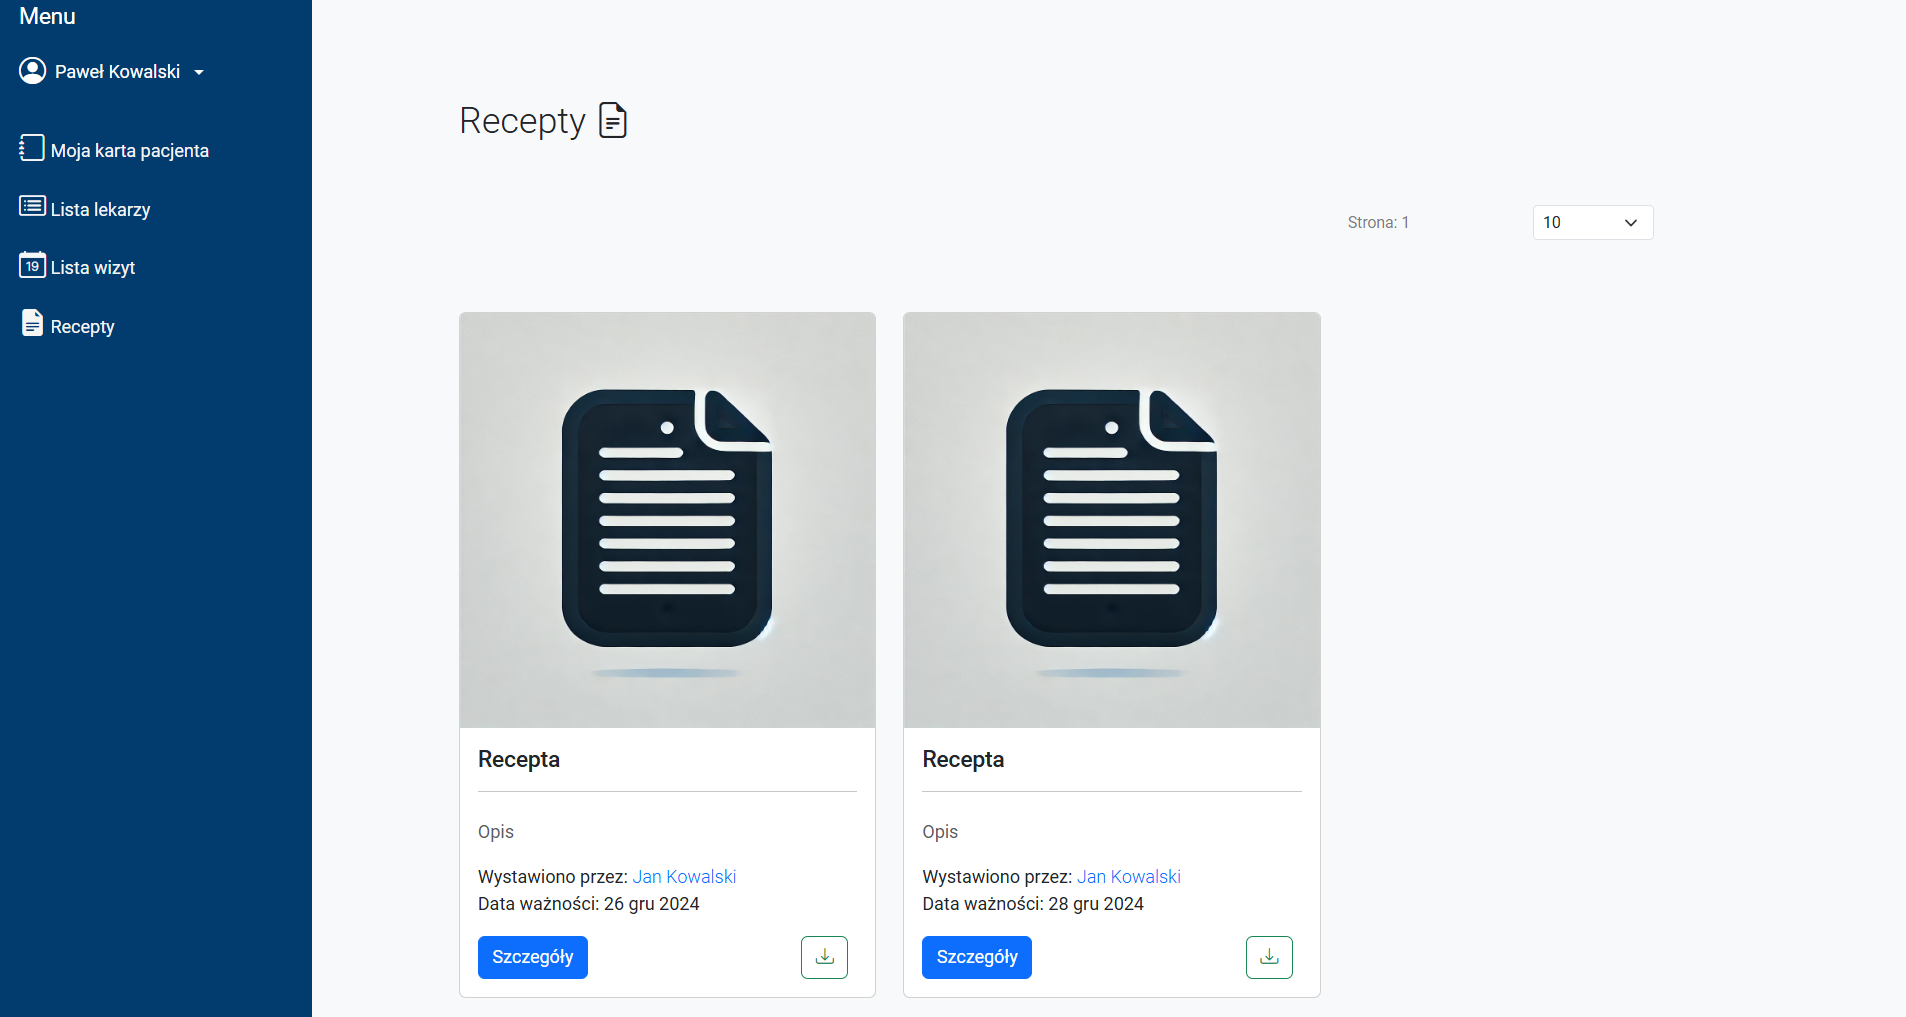 Menu
Paweł Kowalski
Moja karta pacjenta
Lista lekarzy
19 Lista wizyt
Recepty
Recepty
Strona: 1
10
Recepta
Opis
Wystawiono przez: Jan Kowalski
Data ważności: 26 gru 2024
Szczegóły
Recepta
Opis
Wystawiono przez: Jan Kowalski
Data ważności: 28 gru 2024
Szczegóły